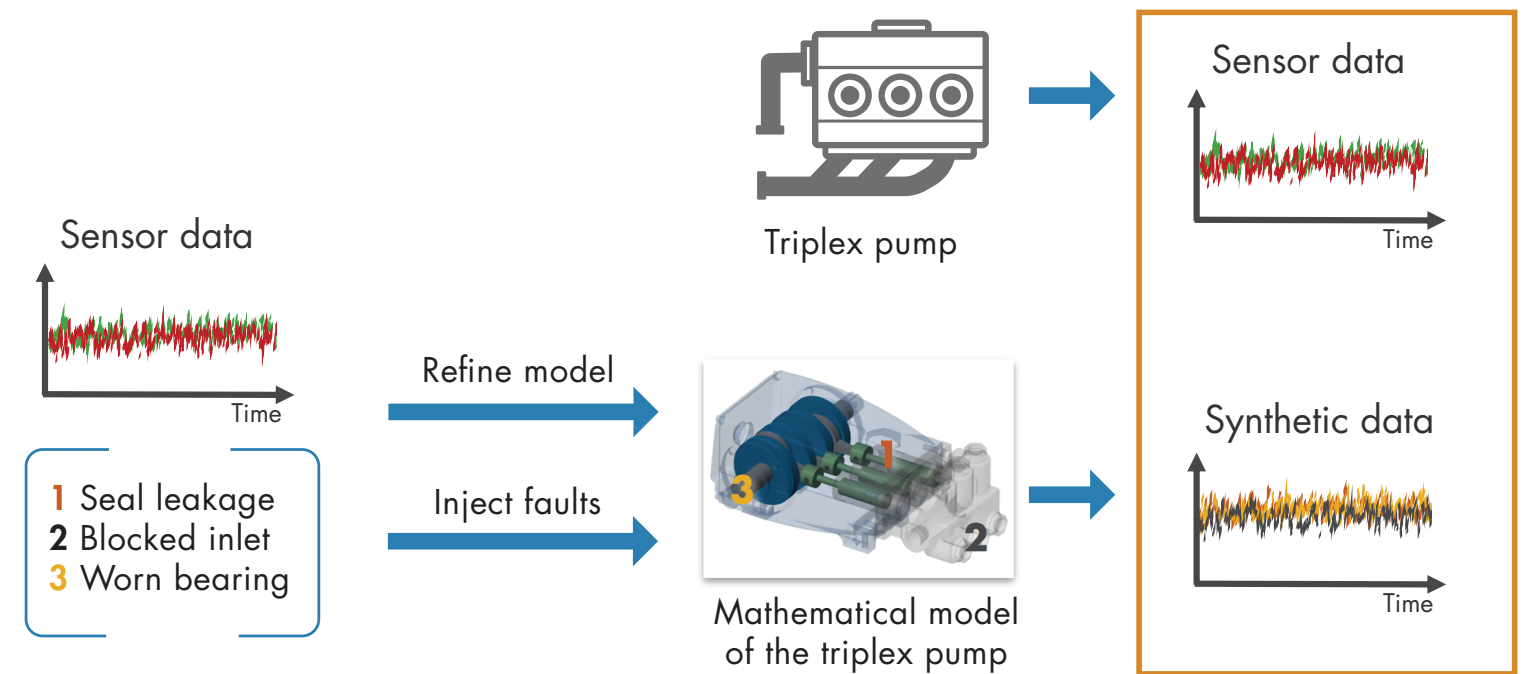 Sensor data
Time
Triplex pump
Sensor data
Time
Refine model
1 Seal leakage
2 Blocked inlet
3 Worn bearing
Inject faults
1
3
2
Mathematical model
of the triplex pump
Synthetic data
Time